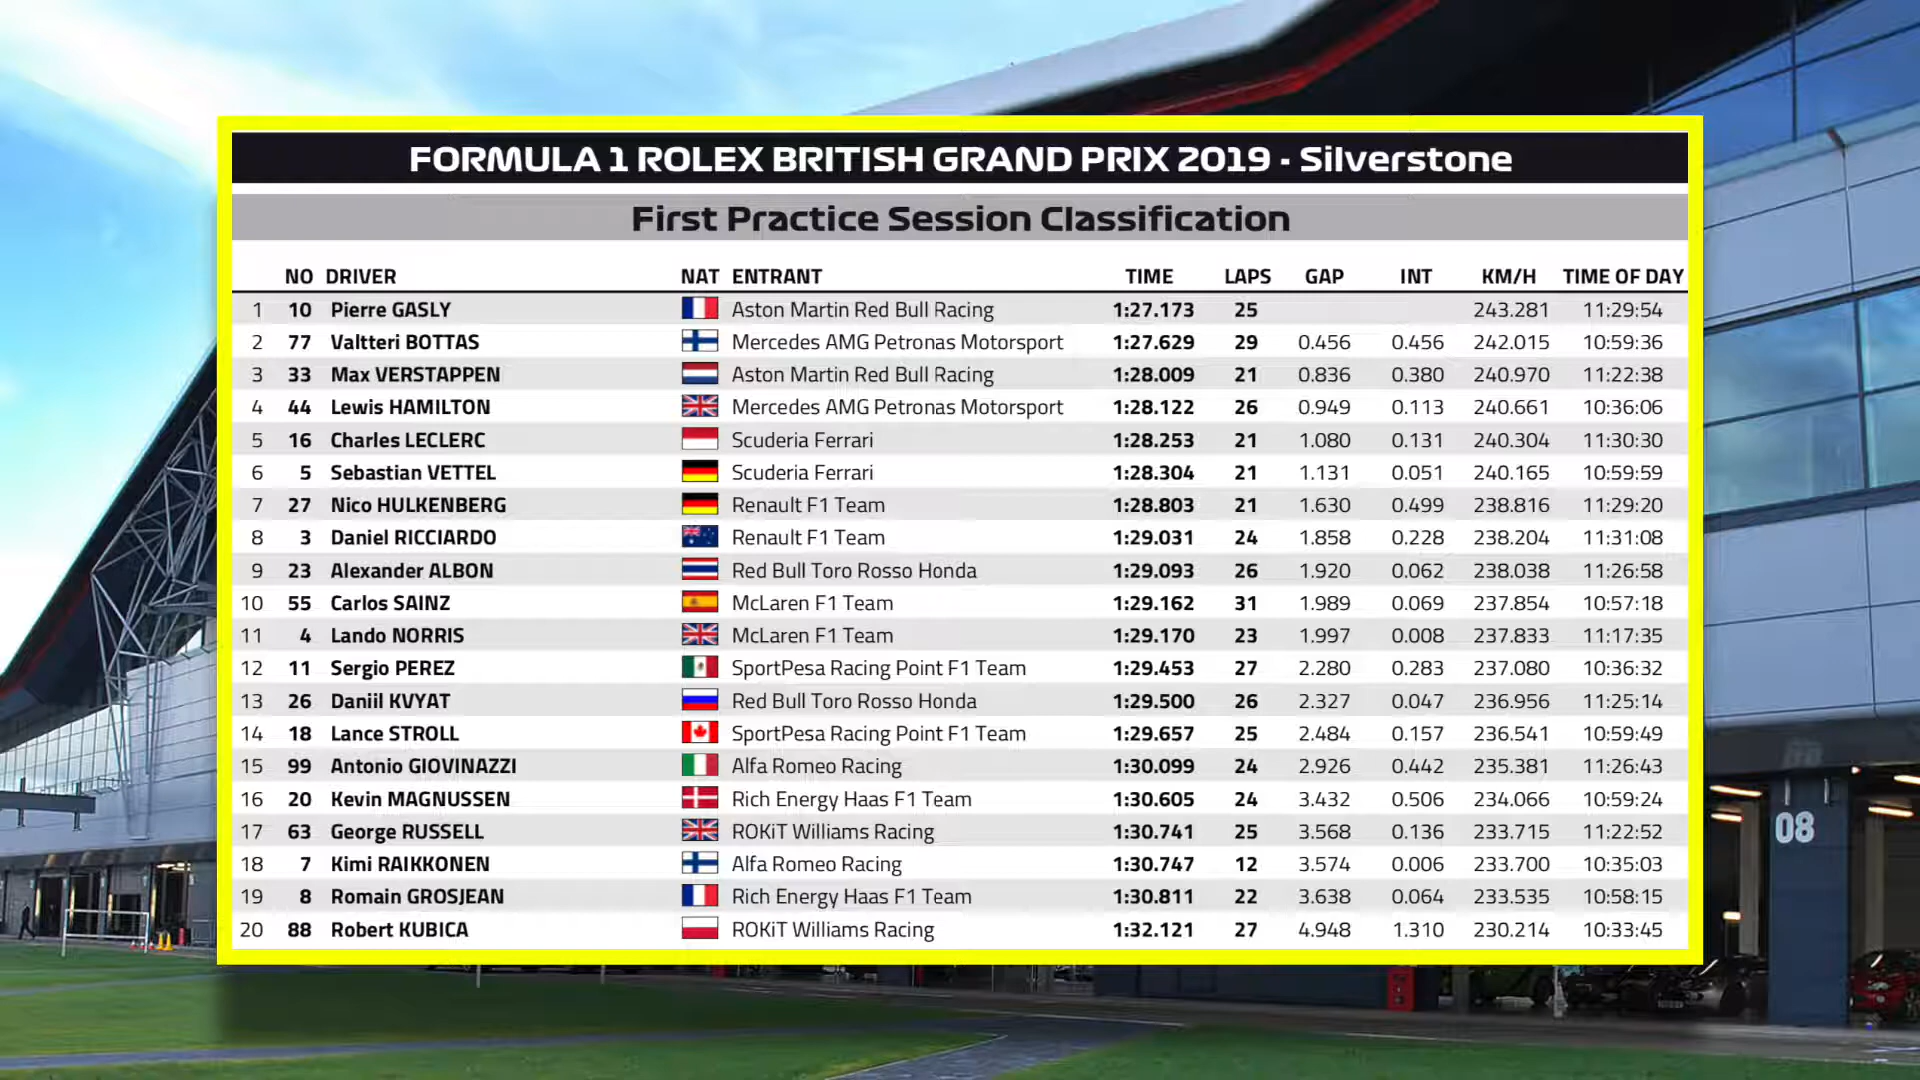 FORMULA 1 ROLEX BRITISH GRAND PRIX 2019 - Silverstone
First Practice Session Classification
NO DRIVER NAT ENTRANT TIME LAPS GAP INT KM/H TIME OF DAY
1 10 Pierre GASLY Aston Martin Red Bull Racing 1:27.173 25 243.281 11:29:54
2 77 Valtteri BOTTAS Mercedes AMG Petronas Motorsport 1:27.629 29 0.456 0.456 242.015 10:59:36
3 33 Max VERSTAPPEN Aston Martin Red Bull Racing 1:28.009 21 0.836 0.380 240.970 11:22:38
4 44 Lewis HAMILTON Mercedes AMG Petronas Motorsport 1:28.122 26 0.949 0.113 240.661 10:36:06
5 16 Charles LECLERC Scuderia Ferrari 1:28.253 21 1.080 0.131 240.304 11:30:30
6 5 Sebastian VETTEL Scuderia Ferrari 1:28.304 21 1.131 0.051 240.165 10:59:59
7 27 Nico HULKENBERG Renault F1 Team 1:28.803 21 1.630 0.499 238.816 11:29:20
8 3 Daniel RICCIARDO Renault F1 Team 1:29.031 24 1.858 0.228 238.204 11:31:08
9 23 Alexander ALBON Red Bull Toro Rosso Honda 1:29.093 26 1.920 0.062 238.038 11:26:58
10 55 Carlos SAINZ McLaren F1 Team 1:29.162 31 1.989 0.069 237.854 10:57:18
11 4 Lando NORRIS McLaren F1 Team 1:29.170 23 1.997 0.008 237.833 11:17:35
12 11 Sergio PEREZ SportPesa Racing Point F1 Team 1:29.453 27 2.280 0.283 237.080 10:36:32
13 26 Daniil KVYAT Red Bull Toro Rosso Honda 1:29.500 26 2.327 0.047 236.956 11:25:14
14 18 Lance STROLL SportPesa Racing Point F1 Team 1:29.657 25 2.484 0.157 236.541 10:59:49
15 99 Antonio GIOVINAZZI Alfa Romeo Racing 1:30.099 24 2.926 0.442 235.381 11:26:43
16 20 Kevin MAGNUSSEN Rich Energy Haas F1 Team 1:30.605 24 3.432 0.506 234.066 10:59:24
17 63 George RUSSELL ROKiT Williams Racing 1:30.741 25 3.568 0.136 233.715 11:22:52
18 7 Kimi RAIKKONEN Alfa Romeo Racing 1:30.747 12 3.574 0.006 233.700 10:35:03
19 8 Romain GROSJEAN Rich Energy Haas F1 Team 1:30.811 22 3.638 0.064 233.535 10:58:15
20 88 Robert KUBICA ROKiT Williams Racing 1:32.121 27 4.948 1.310 230.214 10:33:45
08